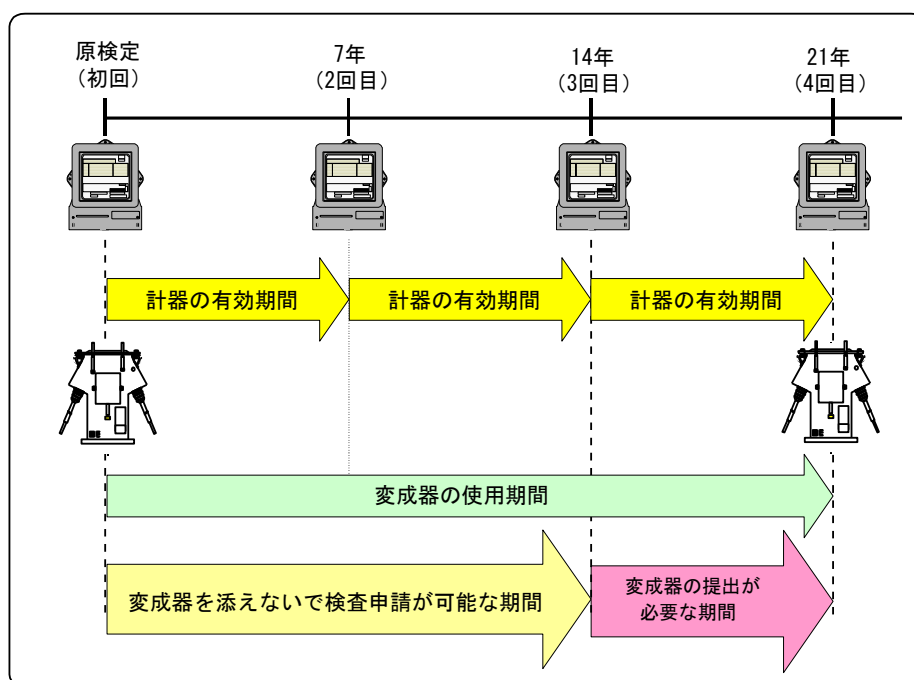 原検定
(初回)
7年
(2回目)
14年
(3回目)
21年
(4回目)
計器の有効期間
計器の有効期間
計器の有効期間
変成器の使用期間
変成器を添えないで検査申請が可能な期間
変成器の提出が
必要な期間